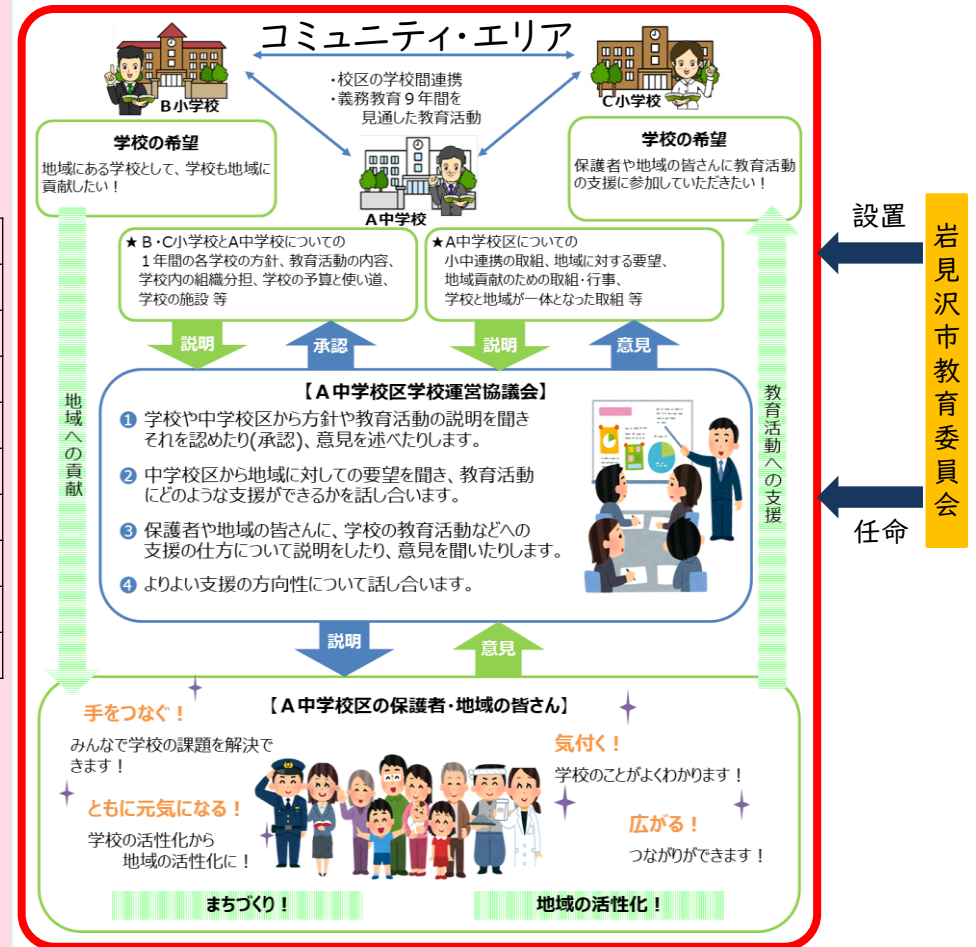 コミュニティ・エリア
B小学校
C小学校
・校区の学校間連携
・義務教育9年間を
見通した教育活動
A中学校
学校の希望
地域にある学校として、学校も地域に
貢献したい！
学校の希望
保護者や地域の皆さんに教育活動
の支援に参加していただきたい！
★B・C小学校とA中学校についての
1年間の各学校の方針、教育活動の内容、
学校内の組織分担、学校の予算と使い道、
学校の施設 等
★A中学校区についての
小中連携の取組、地域に対する要望、
地域貢献のための取組・行事、
学校と地域が一体となった取組 等
説明
承認
説明
意見
【A中学校区学校運営協議会】
❶ 学校や中学校区から方針や教育活動の説明を聞き
それを認めたり(承認)、意見を述べたりします。
❷ 中学校区から地域に対しての要望を聞き、教育活動
にどのような支援ができるかを話し合います。
❸ 保護者や地域の皆さんに、学校の教育活動などへの
支援の仕方について説明をしたり、意見を聞いたりします。
❹ よりよい支援の方向性について話し合います。
地域への貢献
教育活動への支援
説明
意見
【A中学校区の保護者・地域の皆さん】
手をつなぐ！
みんなで学校の課題を解決で
きます！
ともに元気になる！
学校の活性化から
地域の活性化に！
気付く！
学校のことがよくわかります！
広がる！
つながりができます！
まちづくり！
地域の活性化！
設置
任命
岩見沢市教育委員会